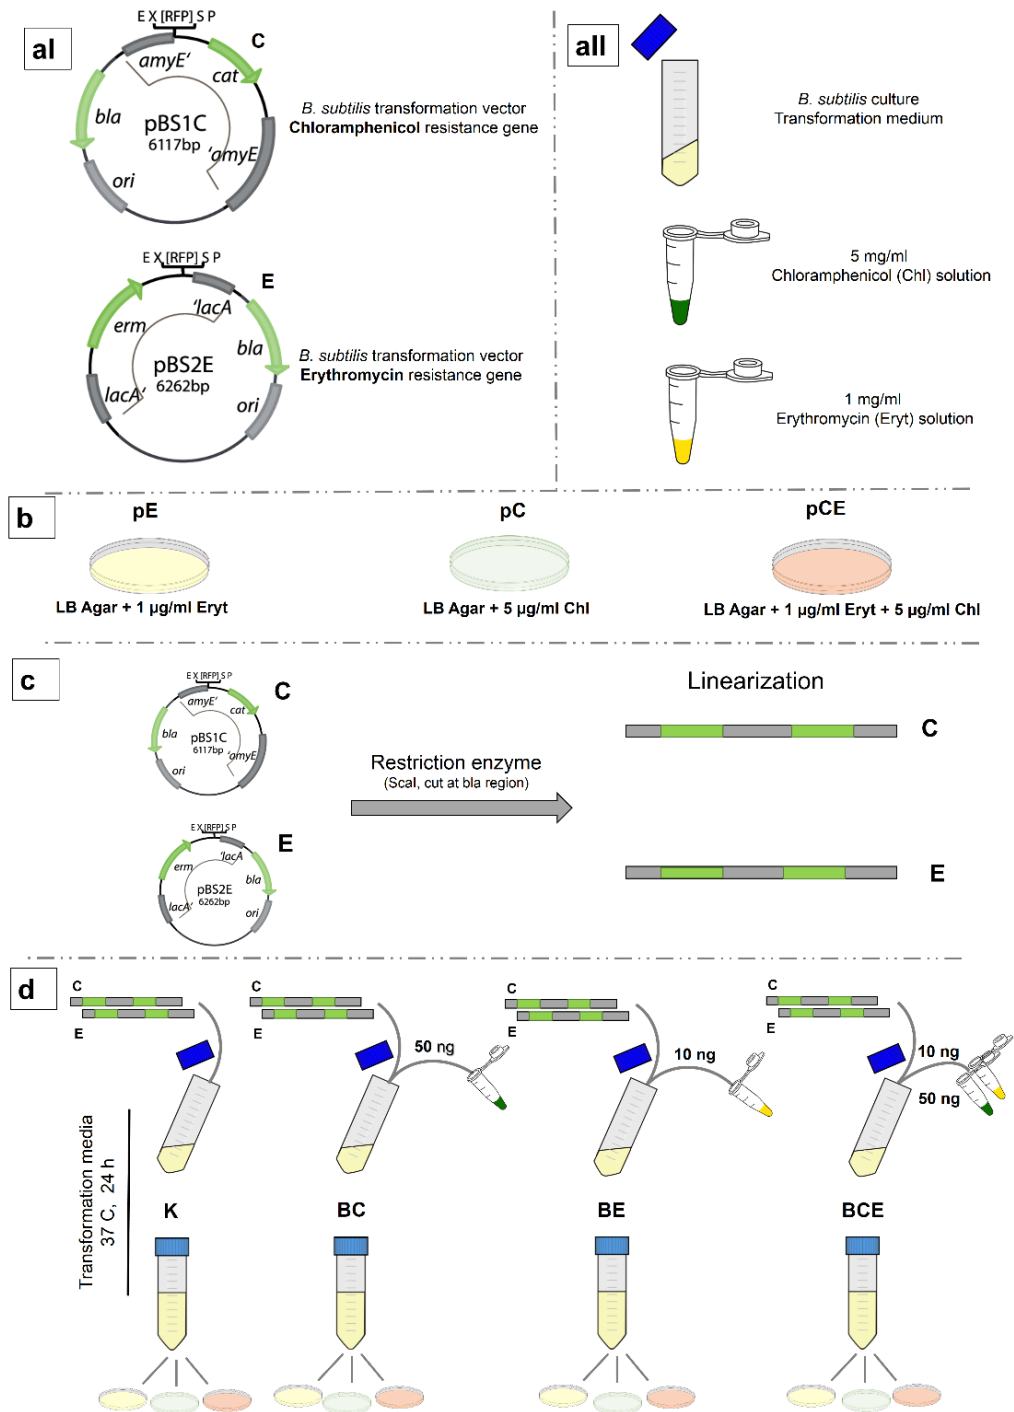 aI
E X [RFP] S P
C
amyE'
cat
bla
pBS1C
6117bp
'amyE
ori
B. subtilis transformation vector
Chloramphenicol resistance gene
E X [RFP] S P
E
'lacA
erm
bla
pBS2E
6262bp
lacA'
ori
B. subtilis transformation vector
Erythromycin resistance gene
aII
B. subtilis culture
Transformation medium
5 mg/ml
Chloramphenicol (Chl) solution
1 mg/ml
Erythromycin (Eryt) solution
b
pE
pC
pCE
LB Agar + 1 µg/ml Eryt
LB Agar + 5 µg/ml Chl
LB Agar + 1 µg/ml Eryt + 5 µg/ml Chl
c
E X [RFP] S P
C
amyE'
cat
bla
pBS1C
6117bp
'amyE
ori
E X [RFP] S P
E
'lacA
erm
bla
pBS2E
6262bp
lacA'
ori
Restriction enzyme
(ScaI, cut at bla region)
Linearization
C
E
d
C
E
C
E
50 ng
C
E
10 ng
C
E
10 ng
50 ng
Transformation media
37 C, 24 h
K
BC
BE
BCE